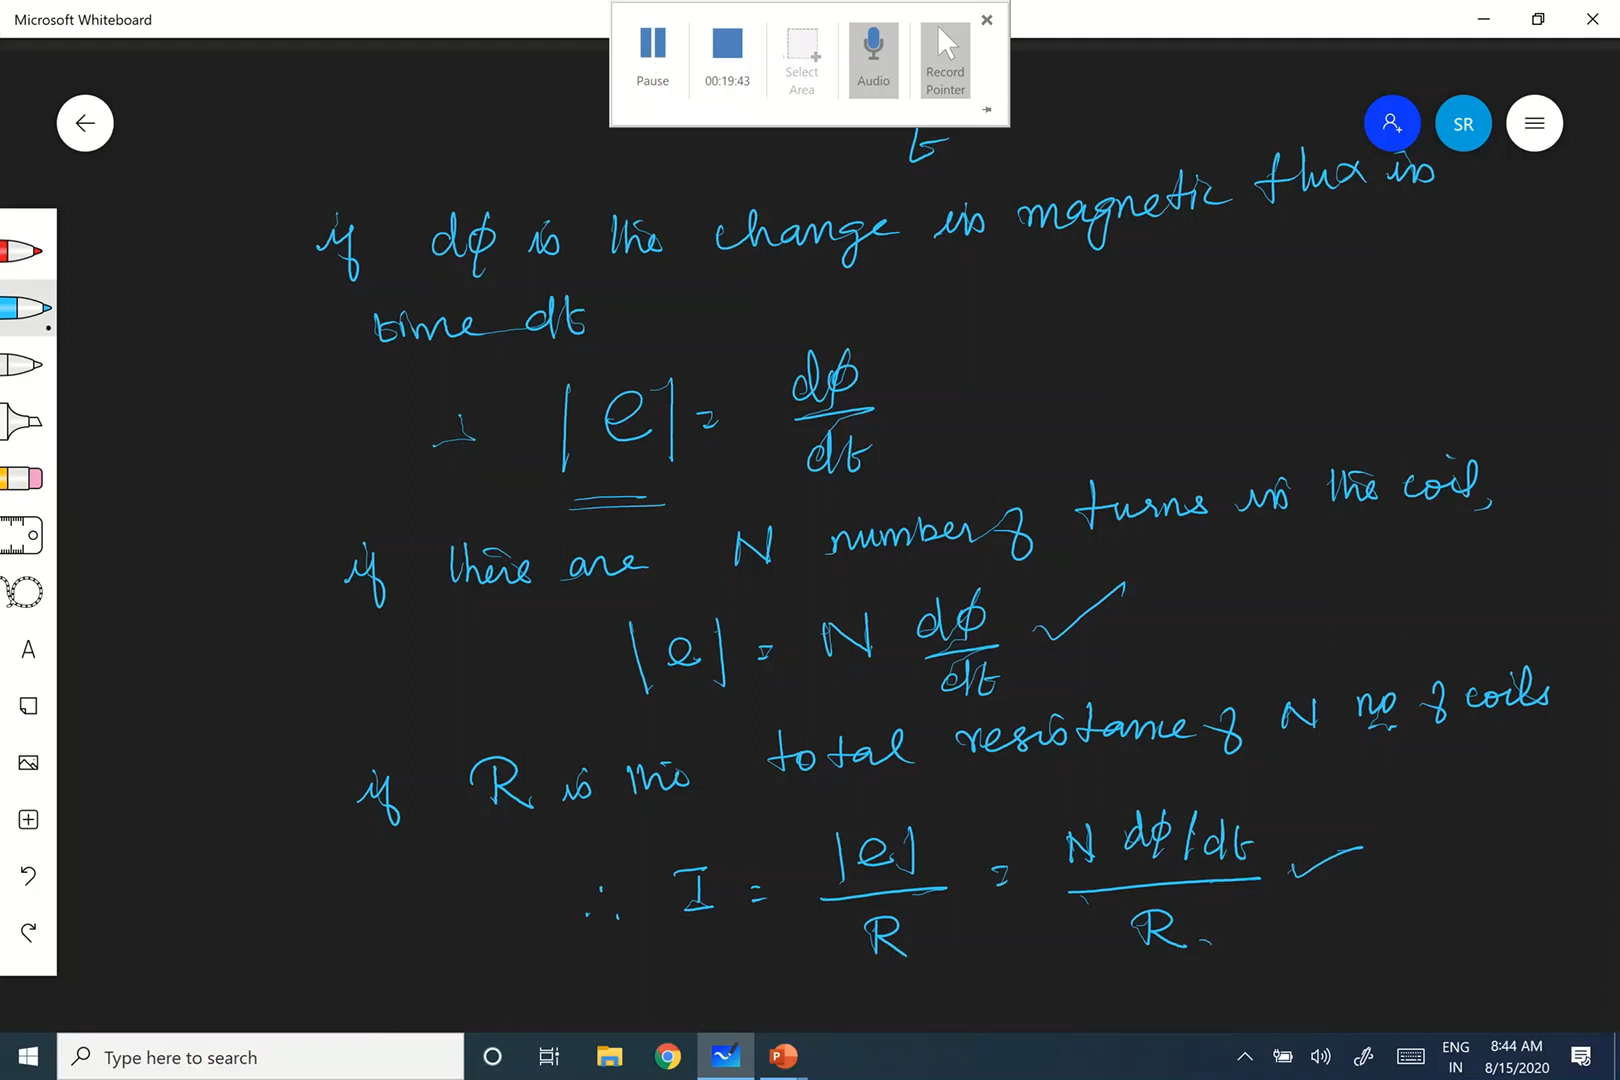 Microsoft Whiteboard
Pause
00:19:43
Select Area
Audio
Record Pointer
SR
t
if dϕ is the change in magnetic flux in
time dt
∴ |e| = dϕ/dt
if there are N number of turns in the coil,
|e| = N dϕ/dt ✓
if R is the total resistance of N no of coils
∴ I = |e|/R = N dϕ/dt / R. ✓
A
Type here to search
ENG
IN
8:44 AM
8/15/2020